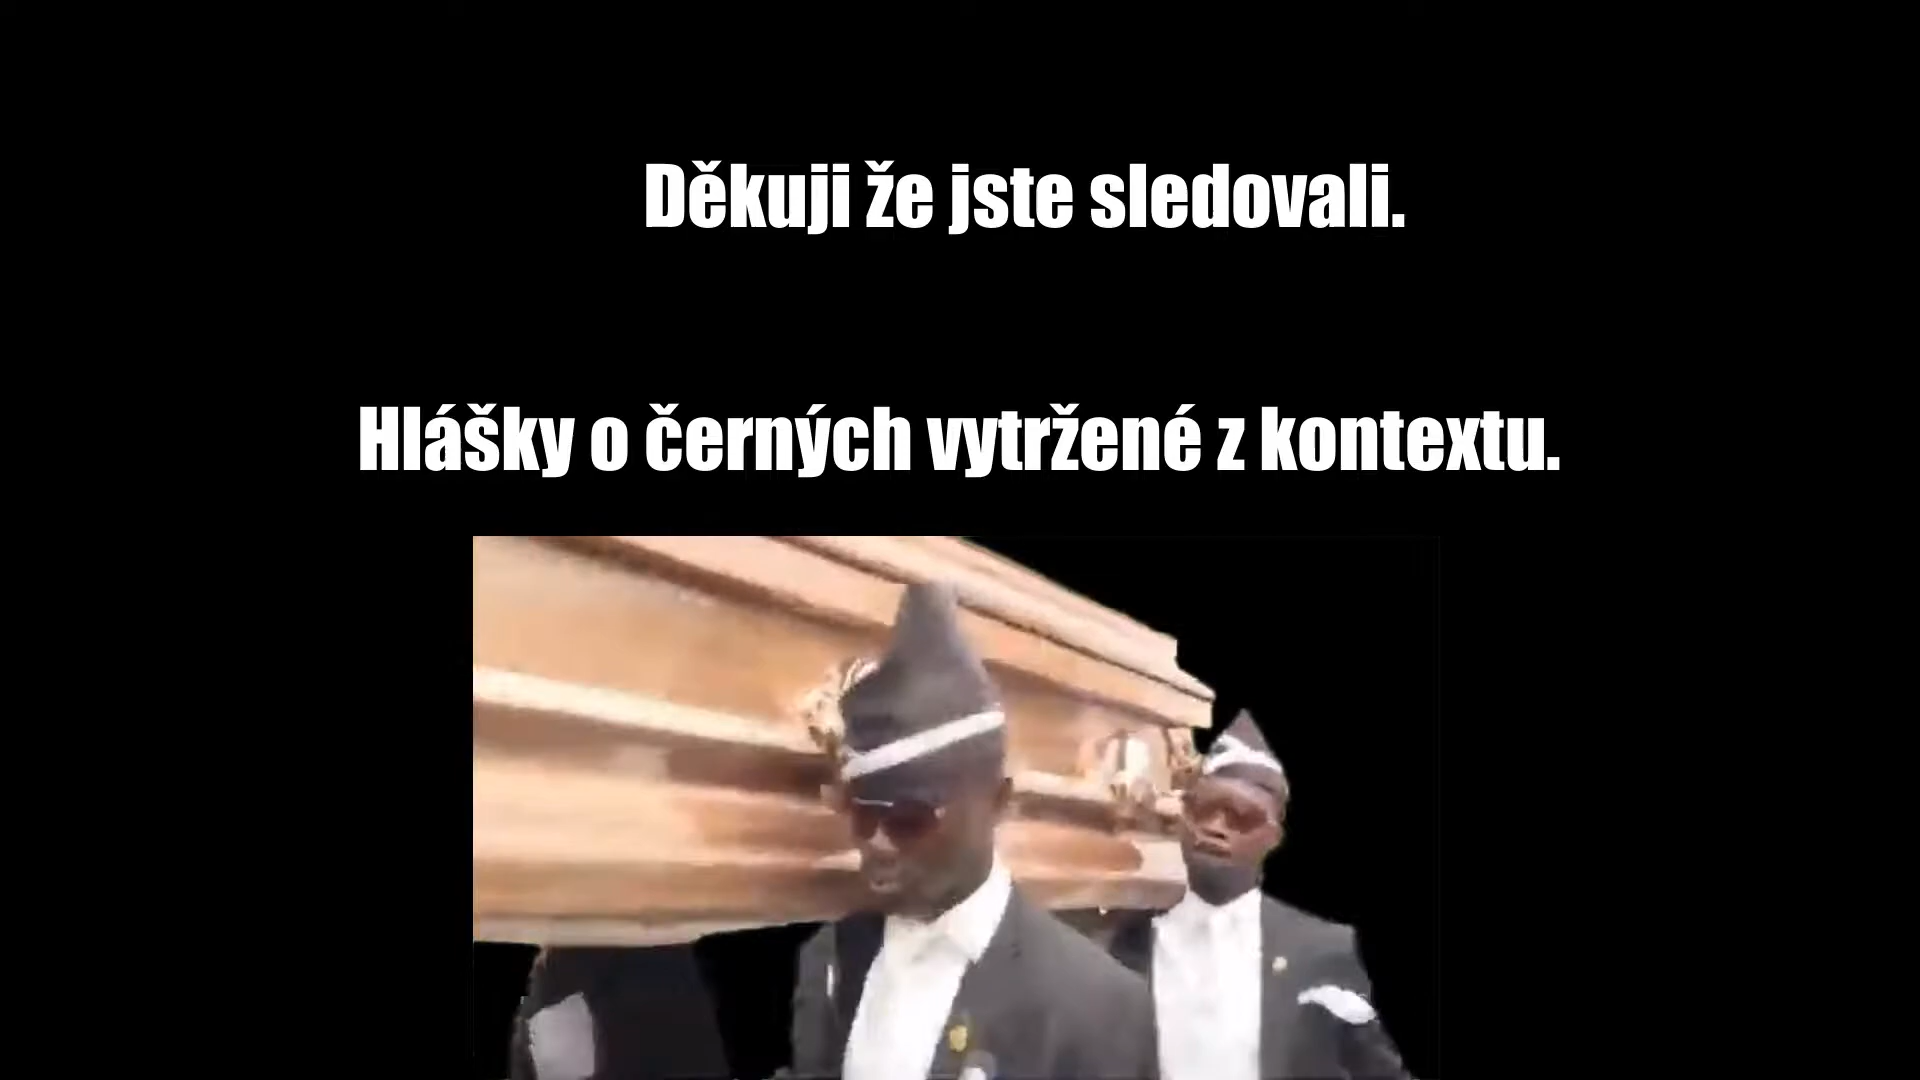 Děkuji že jste sledovali.
Hlášky o černých vytržené z kontextu.